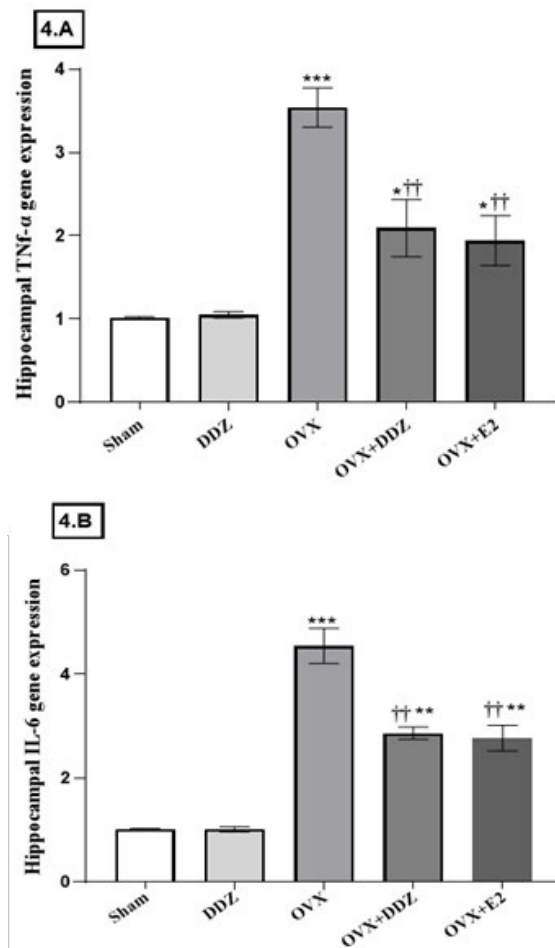 4.A
Hippocampal TNf-α gene expression
4
3
2
1
0
***
*††
*††
Sham
DDZ
OVX
OVX+DDZ
OVX+E2
4.B
Hippocampal IL-6 gene expression
6
4
2
0
***
††**
††**
Sham
DDZ
OVX
OVX+DDZ
OVX+E2